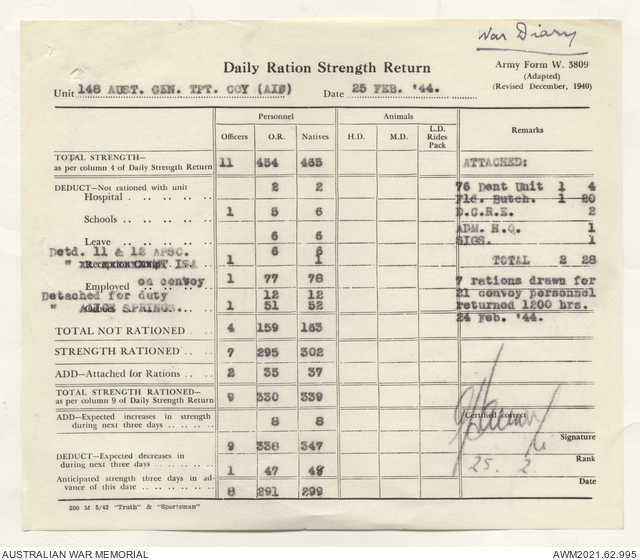 War Diary
Daily Ration Strength Return
Army Form W. 3809
(Adapted)
(Revised December, 1940)
Unit 148 AUST. GEN. TPT. COY (AIF) Date 25 FEB. '44.
Personnel Animals Remarks
Officers O.R. Natives H.D. M.D. L.D. Rides Pack
TOTAL STRENGTH—
as per column 4 of Daily Strength Return 11 454 465 ATTACHED:
DEDUCT—Not rationed with unit 76 Dent Unit 1 4
Hospital . . . . . . 2 2 Fld. Butch. 1 20
Schools . . . . . . 1 5 6 D.C.R.E. 2
ADM. H.Q. 1
Leave . . . . . . 6 6 SIGS. 1
Detd. 11 & 12 APSC. 6 6
" 1 1 TOTAL 2 28
Employed . . od convoy 1 77 78 7 rations drawn for
Detached for duty 12 12 21 convoy personnel
" ALICE SPRINGS... 1 51 52 returned 1200 hrs.
24 Feb. '44.
TOTAL NOT RATIONED . . 4 159 163
STRENGTH RATIONED . . . 7 295 302
ADD—Attached for Rations . . 2 35 37
TOTAL STRENGTH RATIONED—
as per column 9 of Daily Strength Return 9 330 339
ADD—Expected increases in strength
during next three days . . . . 8 8 Certified correct
9 338 347 Signature
DEDUCT—Expected decreases in
during next three days . . . . 1 47 48 Rank
25. 2.
Anticipated strength three days in ad-
vance of this date . . . . . . 8 291 299 Date
200 M 5/42 "Truth" & "Sportsman"
AUSTRALIAN WAR MEMORIAL AWM2021.62.995